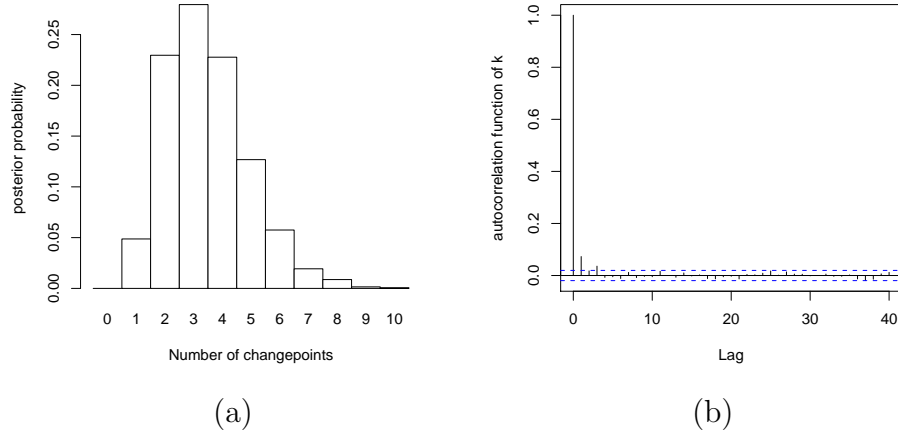 posterior probability
0.25
0.20
0.15
0.10
0.05
0.00
0 1 2 3 4 5 6 7 8 9 10
Number of changepoints
(a)
autocorrelation function of k
1.0
0.8
0.6
0.4
0.2
0.0
0 10 20 30 40
Lag
(b)